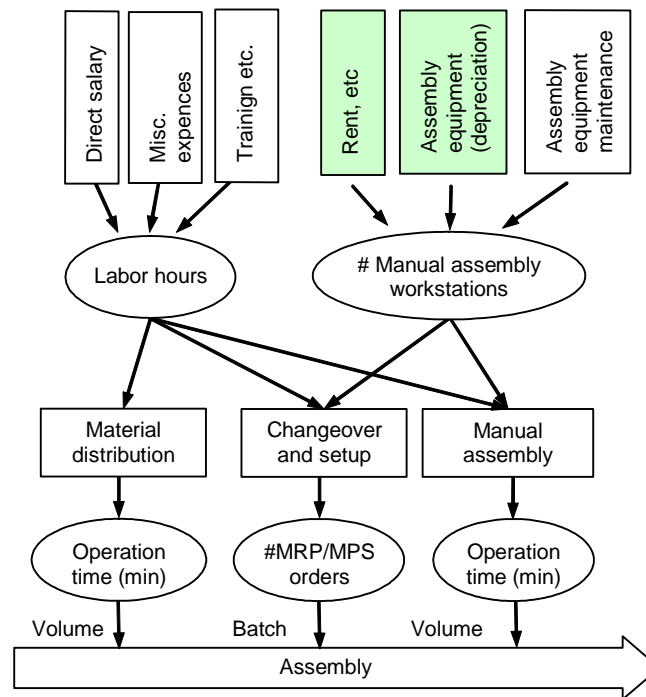 Direct salary
Misc.
expences
Trainign etc.
Rent, etc
Assembly
equipment
(depreciation)
Assembly
equipment
maintenance
Labor hours
# Manual assembly
workstations
Material
distribution
Changeover
and setup
Manual
assembly
Operation
time (min)
#MRP/MPS
orders
Operation
time (min)
Volume
Batch
Volume
Assembly